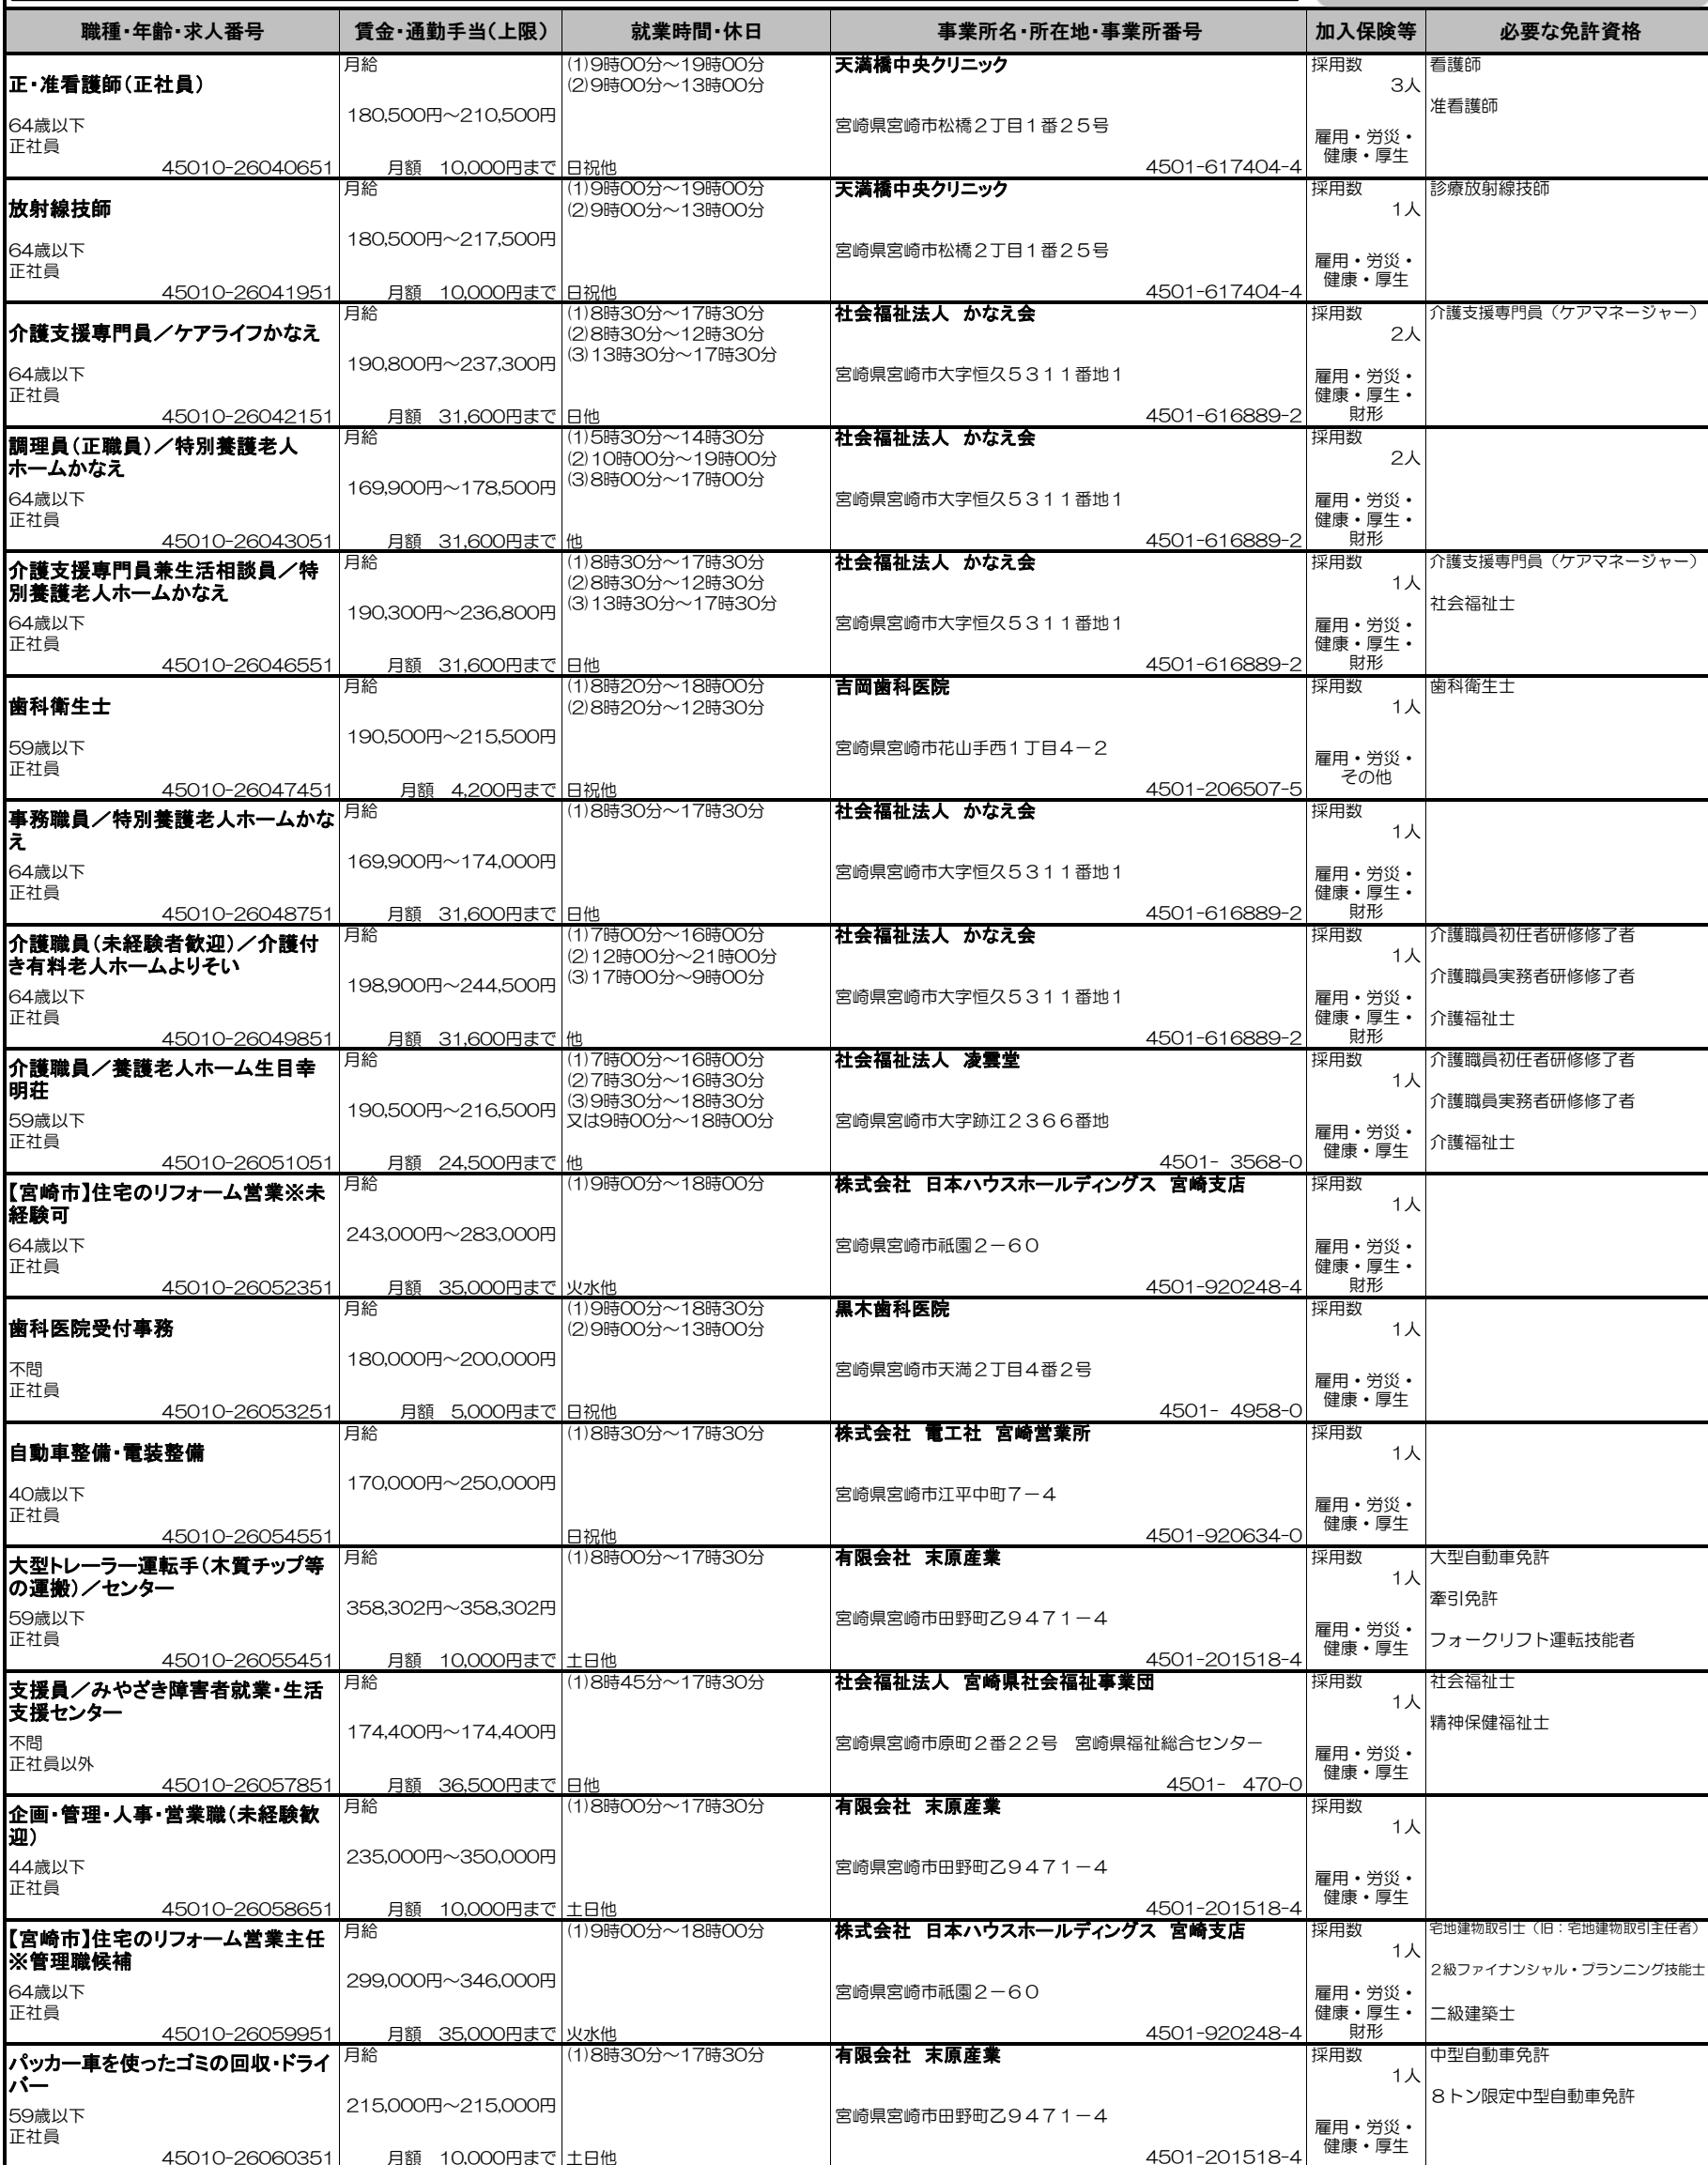 職種・年齢・求人番号 賃金・通勤手当(上限) 就業時間・休日 事業所名・所在地・事業所番号 加入保険等 必要な免許資格
正・准看護師(正社員)
64歳以下
正社員
45010-26040651
月給
180,500円～210,500円
月額 10,000円まで
(1)9時00分～19時00分
(2)9時00分～13時00分
日祝他
天満橋中央クリニック
宮崎県宮崎市松橋２丁目１番２５号
4501-617404-4
採用数
3人
雇用・労災・
健康・厚生
看護師
准看護師
放射線技師
64歳以下
正社員
45010-26041951
月給
180,500円～217,500円
月額 10,000円まで
(1)9時00分～19時00分
(2)9時00分～13時00分
日祝他
天満橋中央クリニック
宮崎県宮崎市松橋２丁目１番２５号
4501-617404-4
採用数
1人
雇用・労災・
健康・厚生
診療放射線技師
介護支援専門員／ケアライフかなえ
64歳以下
正社員
45010-26042151
月給
190,800円～237,300円
月額 31,600円まで
(1)8時30分～17時30分
(2)8時30分～12時30分
(3)13時30分～17時30分
日他
社会福祉法人 かなえ会
宮崎県宮崎市大字恒久５３１１番地１
4501-616889-2
採用数
2人
雇用・労災・
健康・厚生・
財形
介護支援専門員（ケアマネージャー）
調理員(正職員)／特別養護老人
ホームかなえ
64歳以下
正社員
45010-26043051
月給
169,900円～178,500円
月額 31,600円まで
(1)5時30分～14時30分
(2)10時00分～19時00分
(3)8時00分～17時00分
他
社会福祉法人 かなえ会
宮崎県宮崎市大字恒久５３１１番地１
4501-616889-2
採用数
2人
雇用・労災・
健康・厚生・
財形
介護支援専門員兼生活相談員／特
別養護老人ホームかなえ
64歳以下
正社員
45010-26046551
月給
190,300円～236,800円
月額 31,600円まで
(1)8時30分～17時30分
(2)8時30分～12時30分
(3)13時30分～17時30分
日他
社会福祉法人 かなえ会
宮崎県宮崎市大字恒久５３１１番地１
4501-616889-2
採用数
1人
雇用・労災・
健康・厚生・
財形
介護支援専門員（ケアマネージャー）
社会福祉士
歯科衛生士
59歳以下
正社員
45010-26047451
月給
190,500円～215,500円
月額 4,200円まで
(1)8時20分～18時00分
(2)8時20分～12時30分
日祝他
吉岡歯科医院
宮崎県宮崎市花山手西１丁目４－２
4501-206507-5
採用数
1人
雇用・労災・
その他
歯科衛生士
事務職員／特別養護老人ホームかな
え
64歳以下
正社員
45010-26048751
月給
169,900円～174,000円
月額 31,600円まで
(1)8時30分～17時30分
日他
社会福祉法人 かなえ会
宮崎県宮崎市大字恒久５３１１番地１
4501-616889-2
採用数
1人
雇用・労災・
健康・厚生・
財形
介護職員(未経験者歓迎)／介護付
き有料老人ホームよりそい
64歳以下
正社員
45010-26049851
月給
198,900円～244,500円
月額 31,600円まで
(1)7時00分～16時00分
(2)12時00分～21時00分
(3)17時00分～9時00分
他
社会福祉法人 かなえ会
宮崎県宮崎市大字恒久５３１１番地１
4501-616889-2
採用数
1人
雇用・労災・
健康・厚生・
財形
介護職員初任者研修修了者
介護職員実務者研修修了者
介護福祉士
介護職員／養護老人ホーム生目幸
明荘
59歳以下
正社員
45010-26051051
月給
190,500円～216,500円
月額 24,500円まで
(1)7時00分～16時00分
(2)7時30分～16時30分
(3)9時30分～18時30分
又は9時00分～18時00分
他
社会福祉法人 凌雲堂
宮崎県宮崎市大字跡江２３６６番地
4501- 3568-0
採用数
1人
雇用・労災・
健康・厚生
介護職員初任者研修修了者
介護職員実務者研修修了者
介護福祉士
【宮崎市】住宅のリフォーム営業※未
経験可
64歳以下
正社員
45010-26052351
月給
243,000円～283,000円
月額 35,000円まで
(1)9時00分～18時00分
火水他
株式会社 日本ハウスホールディングス 宮崎支店
宮崎県宮崎市祇園２－６０
4501-920248-4
採用数
1人
雇用・労災・
健康・厚生・
財形
歯科医院受付事務
不問
正社員
45010-26053251
月給
180,000円～200,000円
月額 5,000円まで
(1)9時00分～18時30分
(2)9時00分～13時00分
日祝他
黒木歯科医院
宮崎県宮崎市天満２丁目４番２号
4501- 4958-0
採用数
1人
雇用・労災・
健康・厚生
自動車整備・電装整備
40歳以下
正社員
45010-26054551
月給
170,000円～250,000円
(1)8時30分～17時30分
日祝他
株式会社 電工社 宮崎営業所
宮崎県宮崎市江平中町７－４
4501-920634-0
採用数
1人
雇用・労災・
健康・厚生
大型トレーラー運転手(木質チップ等
の運搬)／センター
59歳以下
正社員
45010-26055451
月給
358,302円～358,302円
月額 10,000円まで
(1)8時00分～17時30分
土日他
有限会社 末原産業
宮崎県宮崎市田野町乙９４７１－４
4501-201518-4
採用数
1人
雇用・労災・
健康・厚生
大型自動車免許
牽引免許
フォークリフト運転技能者
支援員／みやざき障害者就業・生活
支援センター
不問
正社員以外
45010-26057851
月給
174,400円～174,400円
月額 36,500円まで
(1)8時45分～17時30分
日他
社会福祉法人 宮崎県社会福祉事業団
宮崎県宮崎市原町２番２２号 宮崎県福祉総合センター
4501- 470-0
採用数
1人
雇用・労災・
健康・厚生
社会福祉士
精神保健福祉士
企画・管理・人事・営業職(未経験歓
迎)
44歳以下
正社員
45010-26058651
月給
235,000円～350,000円
月額 10,000円まで
(1)8時00分～17時30分
土日他
有限会社 末原産業
宮崎県宮崎市田野町乙９４７１－４
4501-201518-4
採用数
1人
雇用・労災・
健康・厚生
【宮崎市】住宅のリフォーム営業主任
※管理職候補
64歳以下
正社員
45010-26059951
月給
299,000円～346,000円
月額 35,000円まで
(1)9時00分～18時00分
火水他
株式会社 日本ハウスホールディングス 宮崎支店
宮崎県宮崎市祇園２－６０
4501-920248-4
採用数
1人
雇用・労災・
健康・厚生・
財形
宅地建物取引士（旧：宅地建物取引主任者）
２級ファイナンシャル・プランニング技能士
二級建築士
パッカー車を使ったゴミの回収・ドライ
バー
59歳以下
正社員
45010-26060351
月給
215,000円～215,000円
月額 10,000円まで
(1)8時30分～17時30分
土日他
有限会社 末原産業
宮崎県宮崎市田野町乙９４７１－４
4501-201518-4
採用数
1人
雇用・労災・
健康・厚生
中型自動車免許
８トン限定中型自動車免許